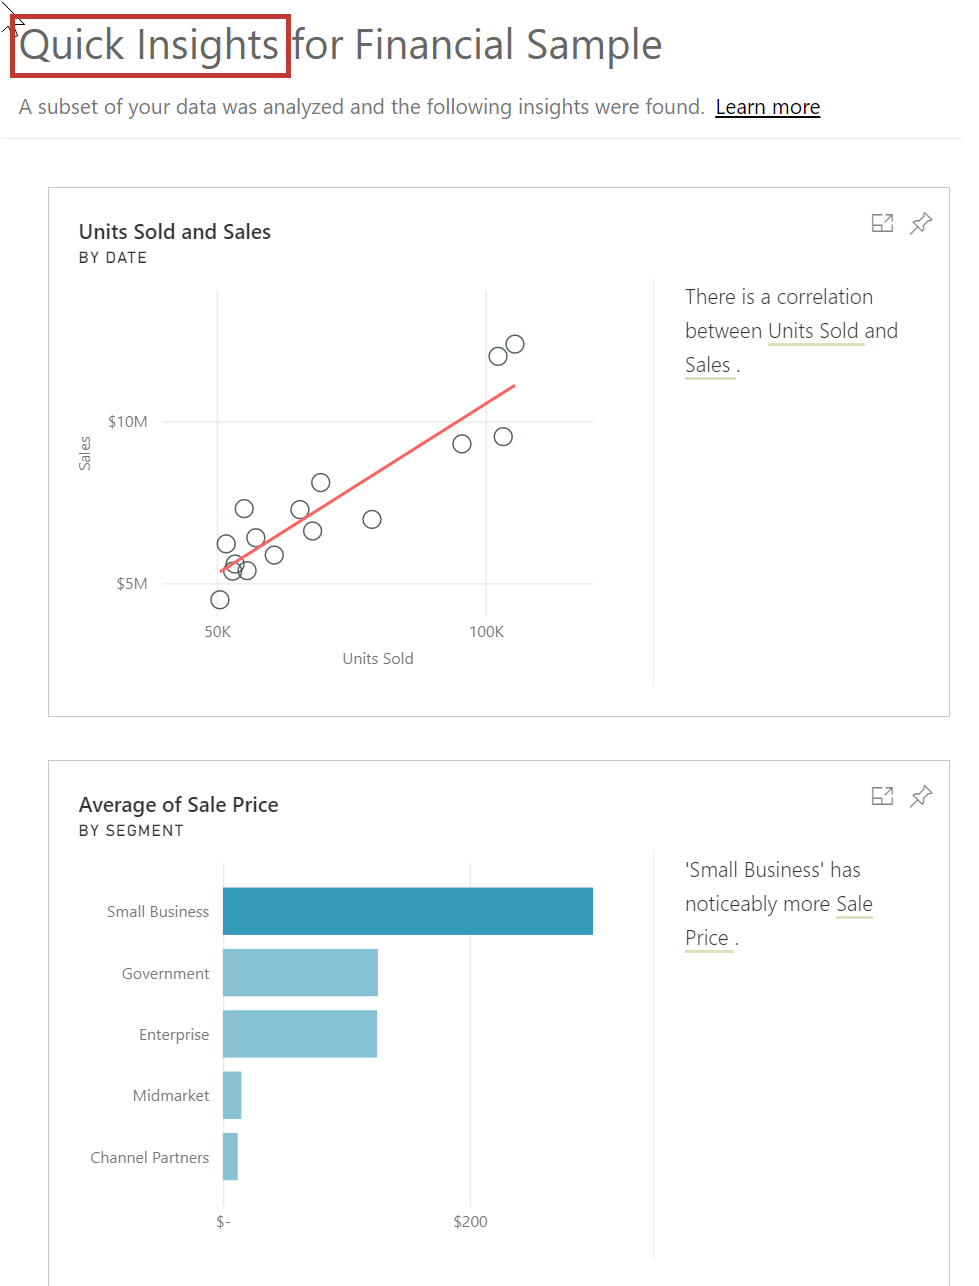 Quick Insights for Financial Sample
A subset of your data was analyzed and the following insights were found. Learn more
Units Sold and Sales
BY DATE
There is a correlation
between Units Sold and
Sales .
$10M
Sales
$5M
50K
100K
Units Sold
Average of Sale Price
BY SEGMENT
'Small Business' has
noticeably more Sale
Price .
Small Business
Government
Enterprise
Midmarket
Channel Partners
$-
$200